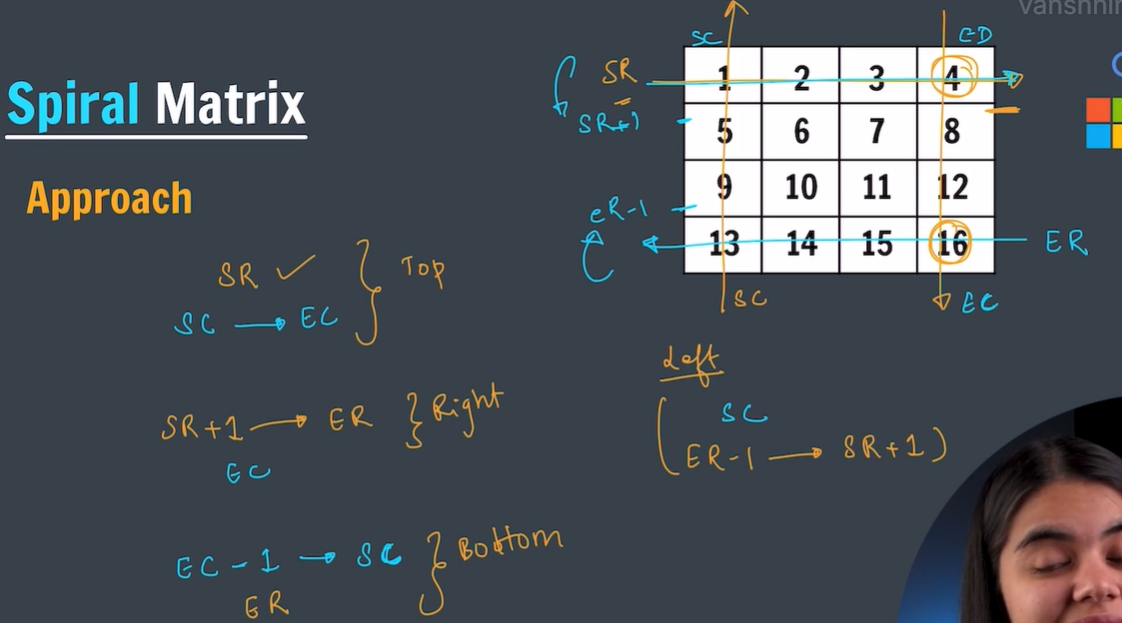 Spiral Matrix
Approach
SR ✓ } Top
SC → EC
SR+1 → ER } Right
EC
EC-1 → SC } Bottom
ER
SC
SR
SR+1
eR-1
1 2 3 4
5 6 7 8
9 10 11 12
13 14 15 16
ER
SC
EC
Left
SC
(ER-1 → SR+1)